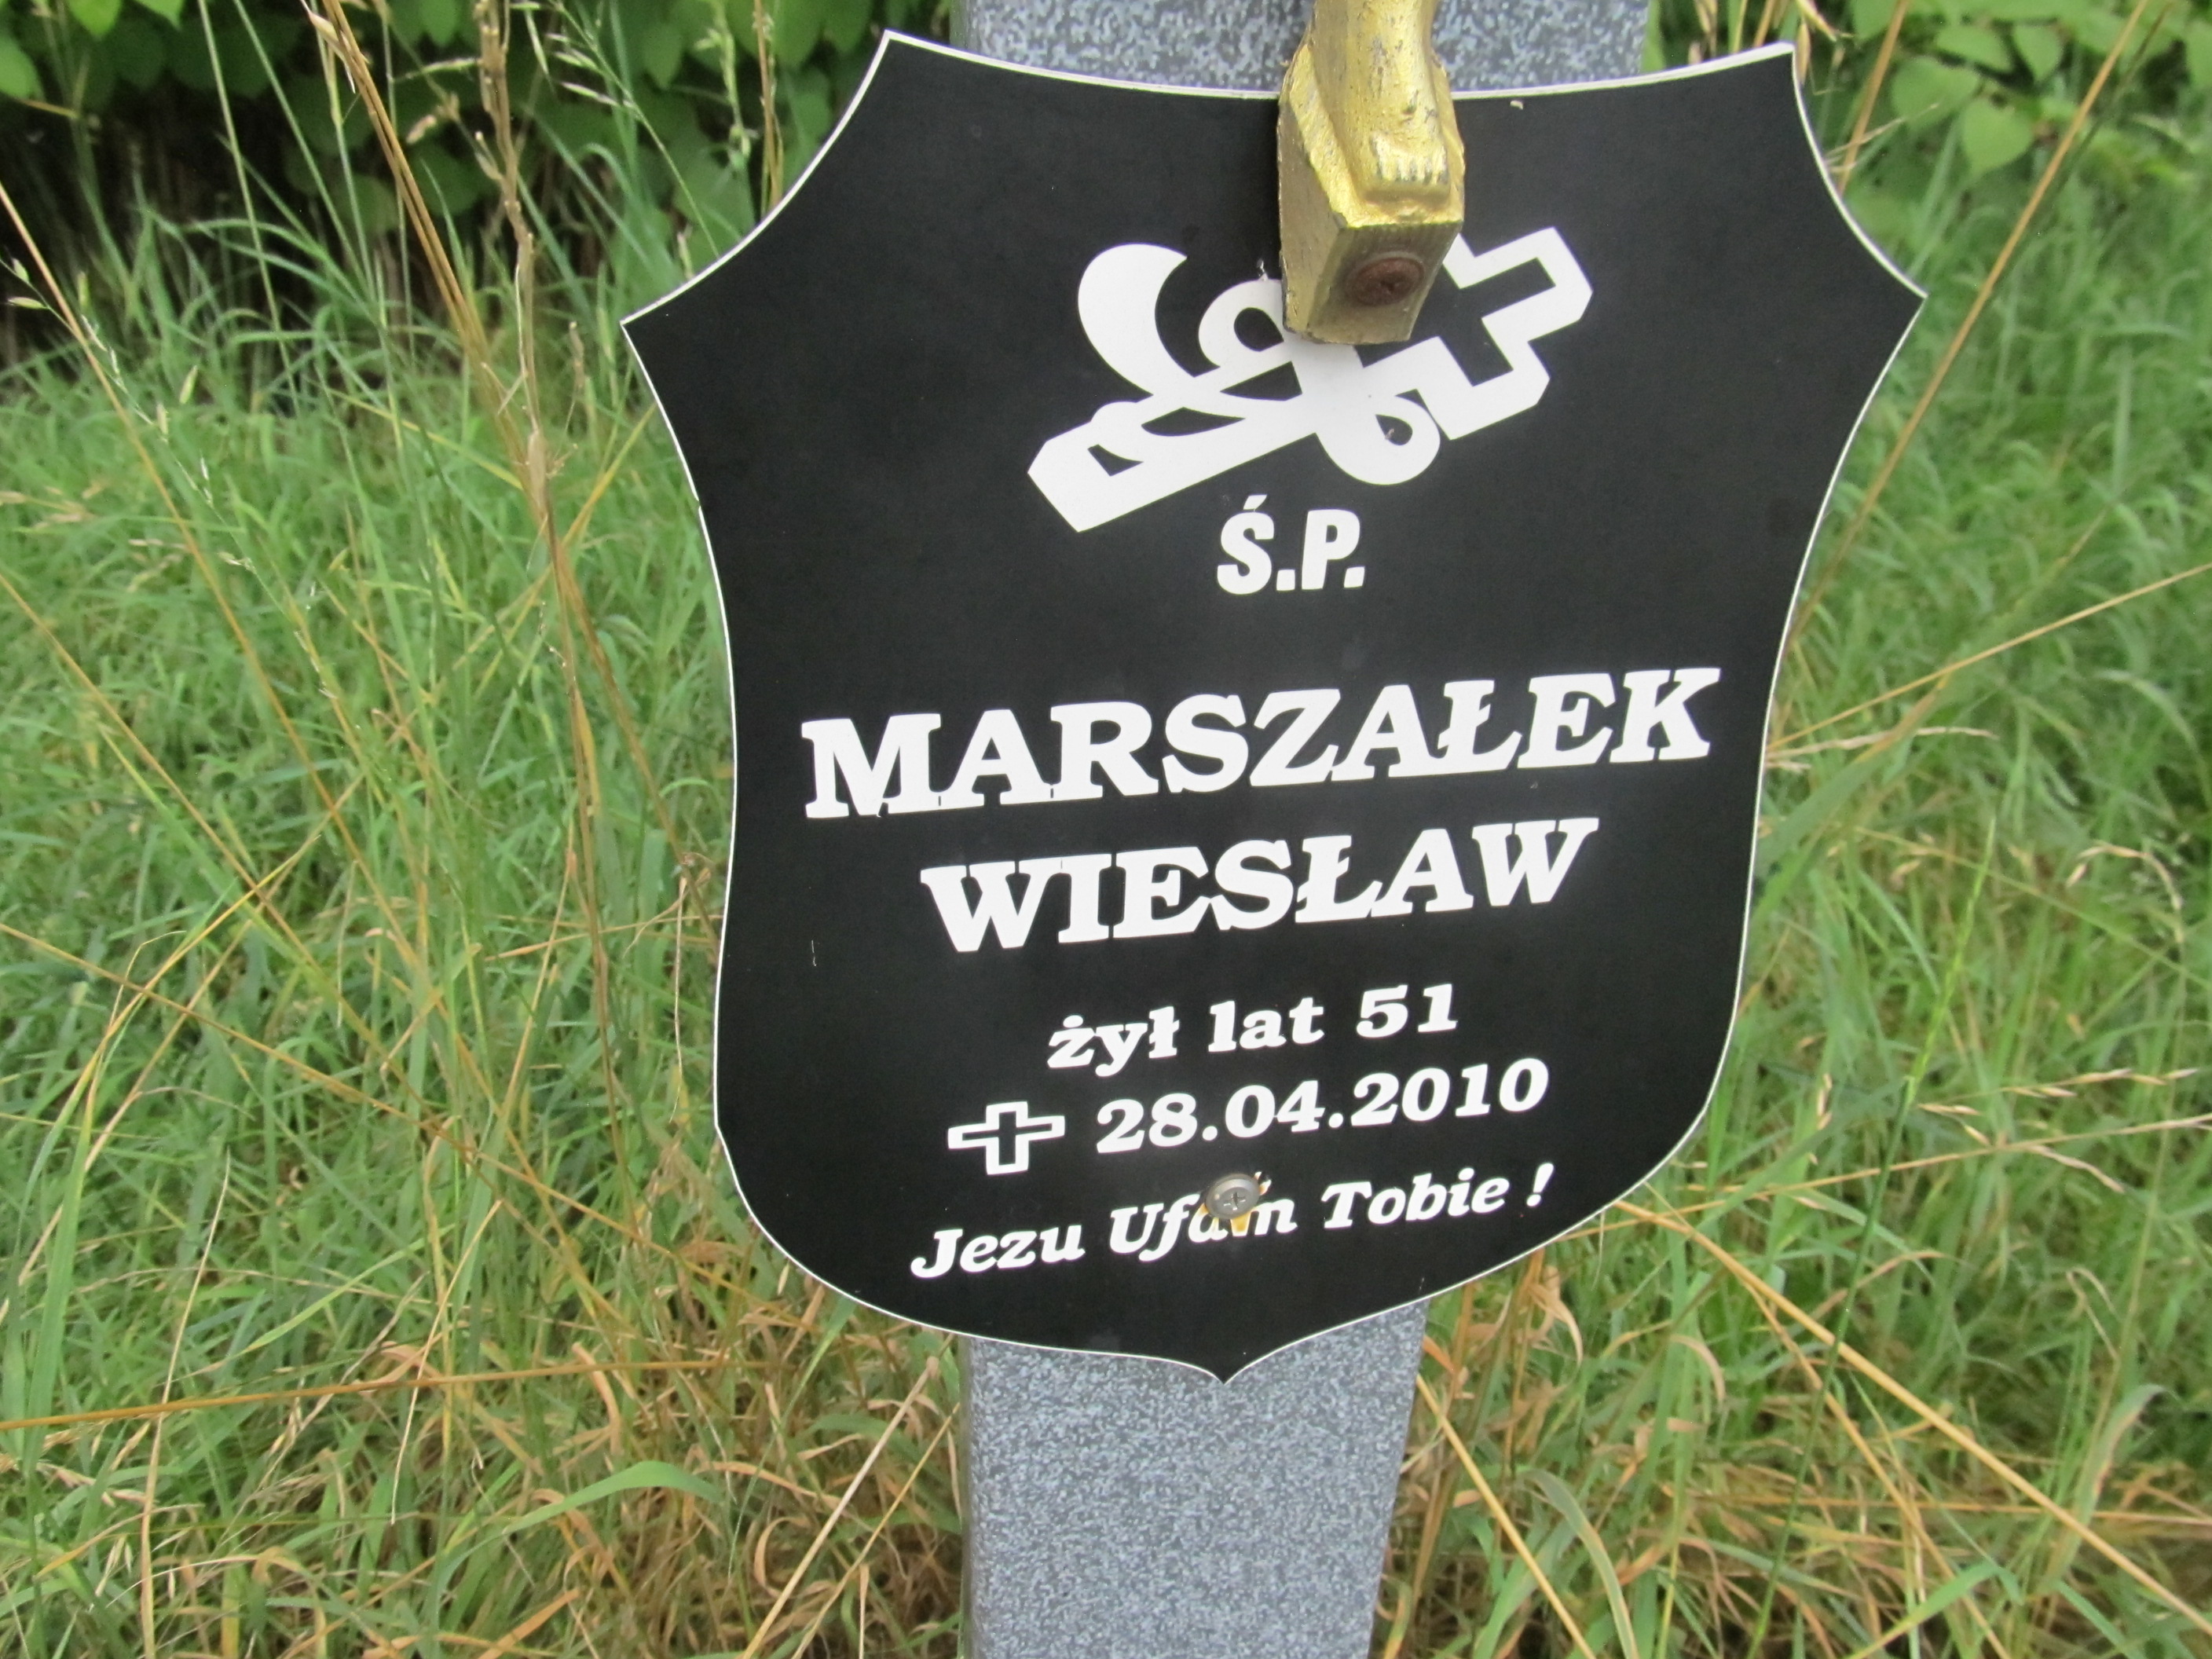 Ś.P.
MARSZAŁEK
WIESŁAW
żył lat 51
28.04.2010
Jezu Ufam Tobie !